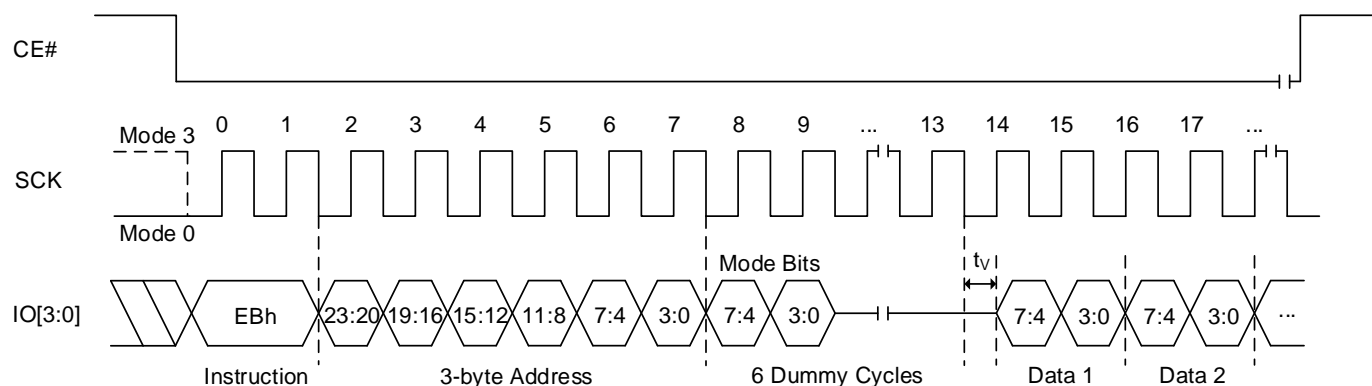 CE#
0 1 2 3 4 5 6 7 8 9 ... 13 14 15 16 17 ...
Mode 3
SCK
Mode 0
Mode Bits tV
IO[3:0] EBh 23:20 19:16 15:12 11:8 7:4 3:0 7:4 3:0 7:4 3:0 7:4 3:0 ...
Instruction 3-byte Address 6 Dummy Cycles Data 1 Data 2